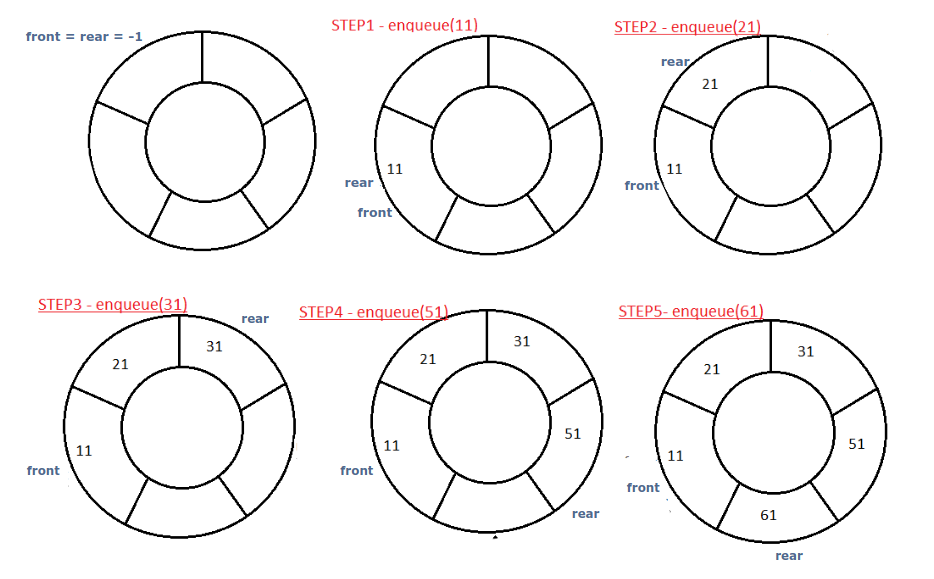 front = rear = -1
STEP1 - enqueue(11)
11
rear
front
STEP2 - enqueue(21)
rear
21
11
front
STEP3 - enqueue(31)
rear
31
21
11
front
STEP4 - enqueue(51)
31
21
51
11
front
rear
STEP5- enqueue(61)
31
21
51
11
front
61
rear